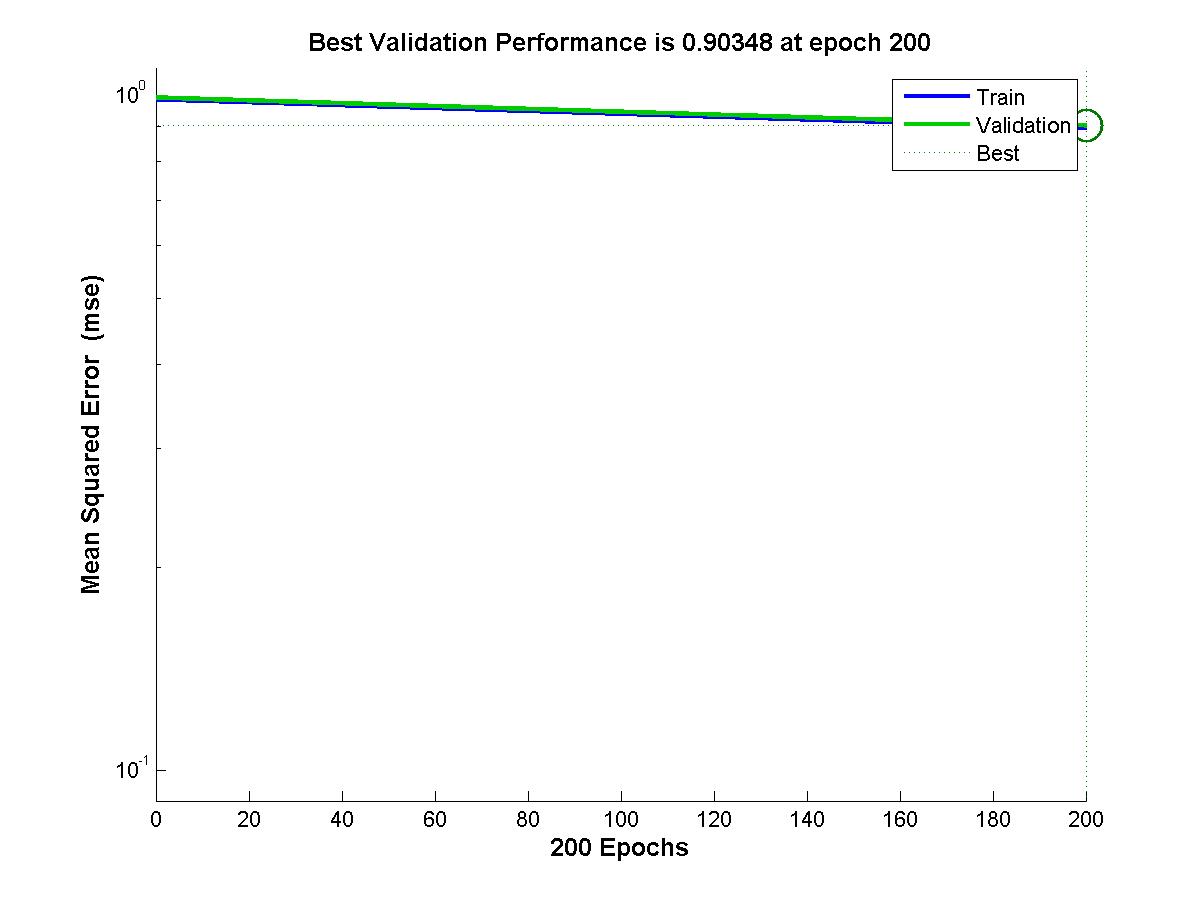 Best Validation Performance is 0.90348 at epoch 200
10^0
Train
Validation
Best
Mean Squared Error (mse)
10^-1
0 20 40 60 80 100 120 140 160 180 200
200 Epochs